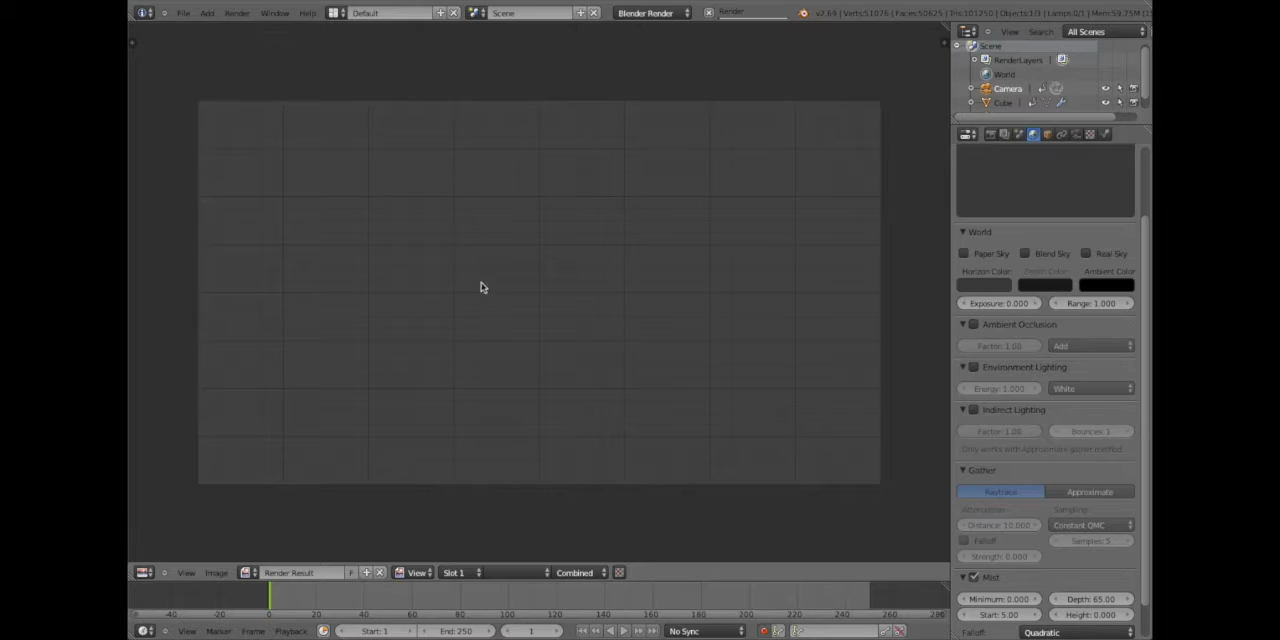 File Add Render Window Help Default Scene Blender Render Render v2.69 | Verts:51076 | Faces:50625 | Tris:101250 | Objects:1/3 | Lamps:0/1 | Mem:59.75M
View Search All Scenes
Scene
RenderLayers
World
Camera
Cube
World
Paper Sky Blend Sky Real Sky
Horizon Color: Zenith Color: Ambient Color
Exposure: 0.000 Range: 1.000
Ambient Occlusion
Factor: 1.00 Add
Environment Lighting
Energy: 1.000 White
Indirect Lighting
Factor: 1.00 Bounces: 1
Only works with Approximate gather method
Gather
Raytrace Approximate
Attenuation: Sampling:
Distance: 10.000 Constant QMC
Falloff Samples: 5
Strength: 0.000
Mist
Minimum: 0.000 Depth: 65.00
Start: 5.00 Height: 0.000
Falloff: Quadratic
View Image Render Result F View Slot 1 Combined
-40 -20 0 20 40 60 80 100 120 140 160 180 200 220 240 260 280
View Marker Frame Playback Start: 1 End: 250 1 No Sync